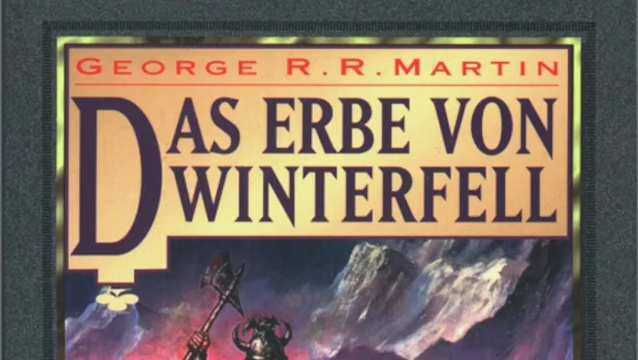 GEORGE R.R. MARTIN
DAS ERBE VON
WINTERFELL